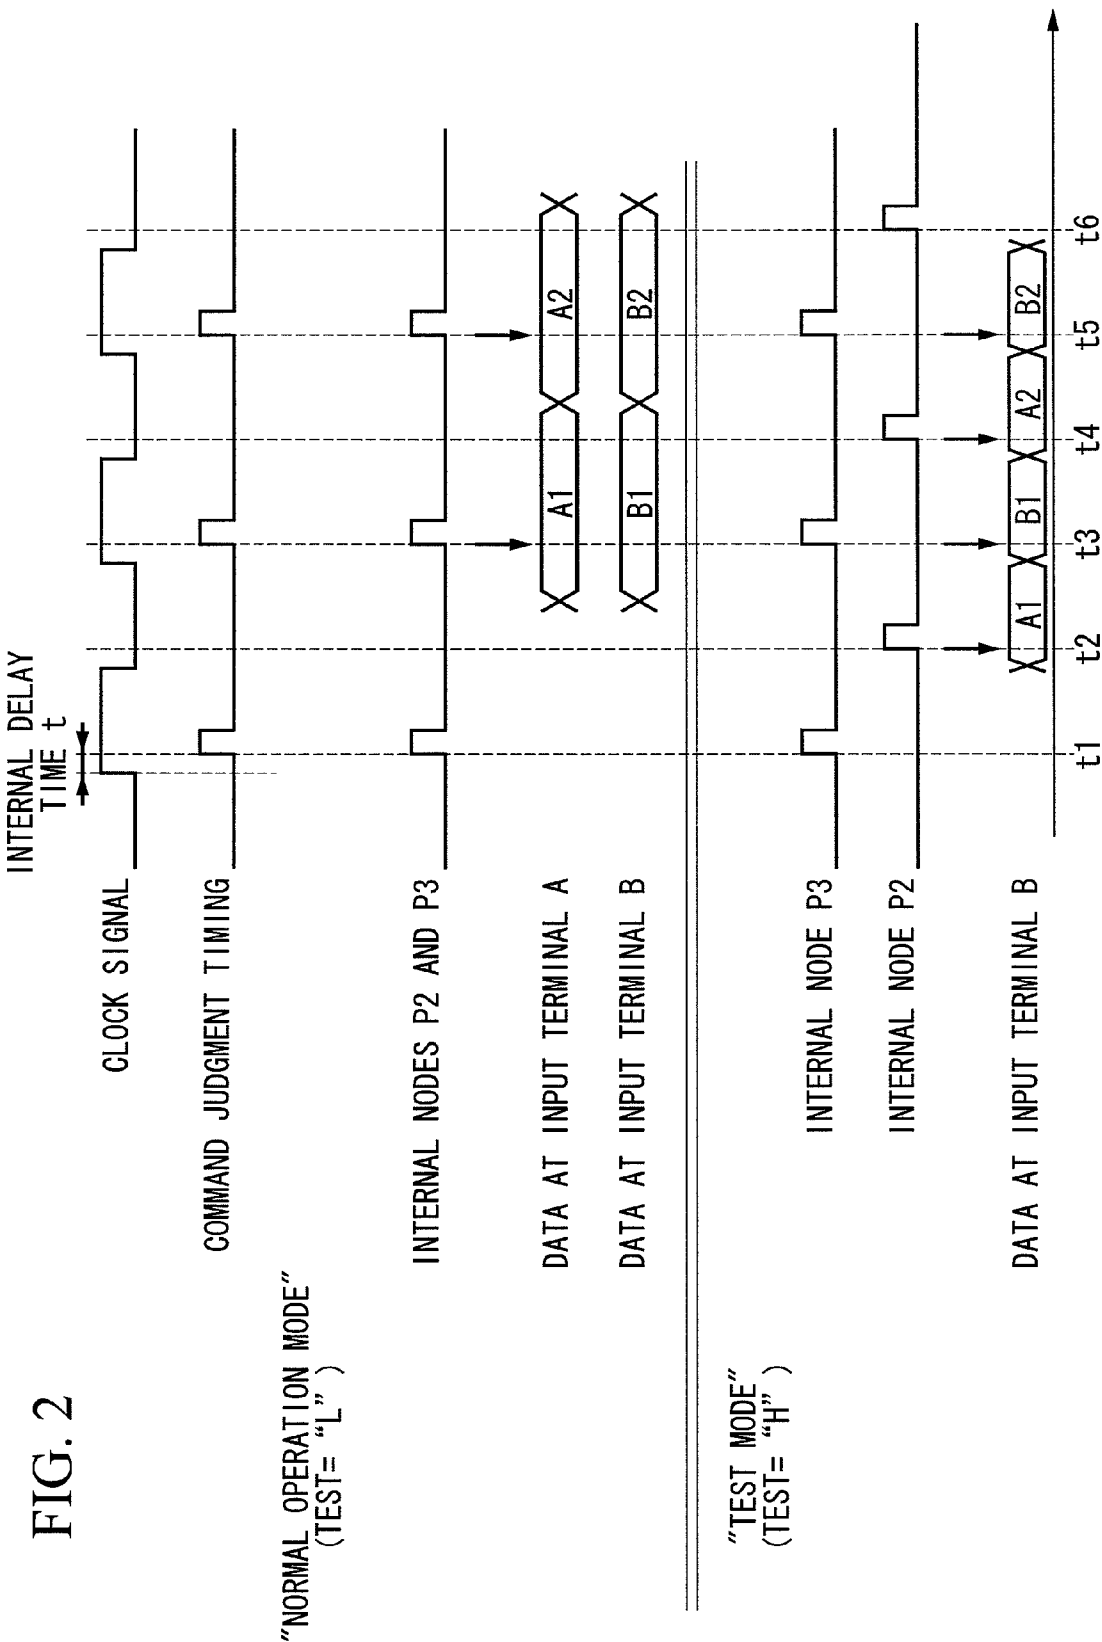 FIG. 2
INTERNAL DELAY
TIME t
CLOCK SIGNAL
COMMAND JUDGMENT TIMING
"NORMAL OPERATION MODE"
(TEST= “L” )
INTERNAL NODES P2 AND P3
DATA AT INPUT TERMINAL A
A1 A2
DATA AT INPUT TERMINAL B
B1 B2
"TEST MODE"
(TEST= “H” )
INTERNAL NODE P3
INTERNAL NODE P2
DATA AT INPUT TERMINAL B
A1 B1 A2 B2
t1 t2 t3 t4 t5 t6